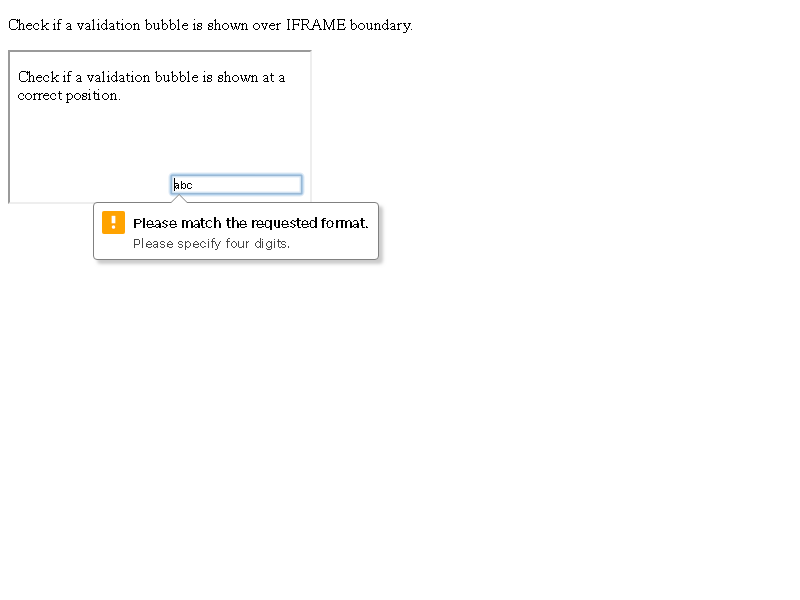 Check if a validation bubble is shown over IFRAME boundary.
Check if a validation bubble is shown at a
correct position.
abc
Please match the requested format.
Please specify four digits.